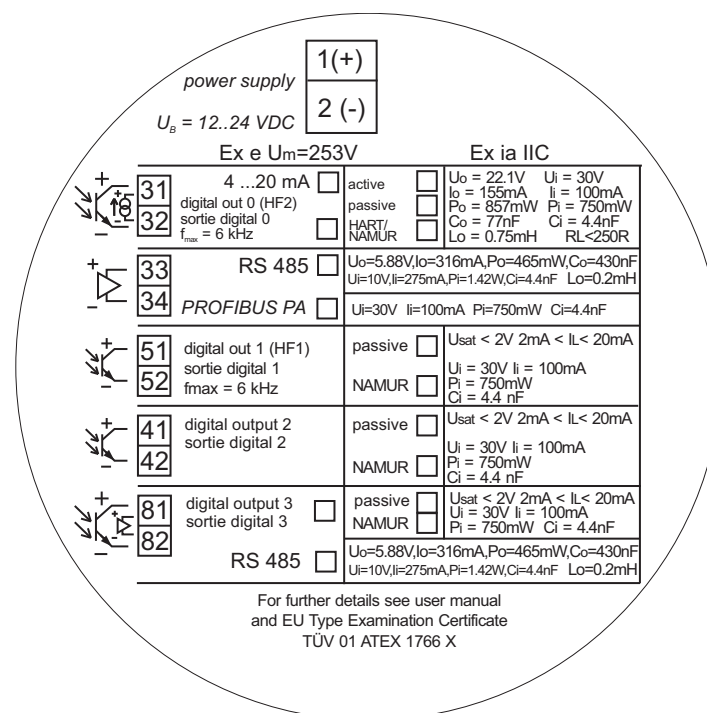 1(+)
power supply
2 (-)
UB = 12..24 VDC
Ex e Um=253V
Ex ia IIC
+
31
32
–
4 ...20 mA
digital out 0 (HF2)
sortie digital 0
fmax = 6 kHz
active
passive
HART/
NAMUR
Uo = 22.1V Ui = 30V
Io = 155mA Ii = 100mA
Po = 857mW Pi = 750mW
Co = 77nF Ci = 4.4nF
Lo = 0.75mH RL<250R
+
33
34
–
RS 485
Uo=5.88V,Io=316mA,Po=465mW,Co=430nF
Ui=10V,Ii=275mA,Pi=1.42W,Ci=4.4nF Lo=0.2mH
PROFIBUS PA
Ui=30V Ii=100mA Pi=750mW Ci=4.4nF
+
51
52
–
digital out 1 (HF1)
sortie digital 1
fmax = 6 kHz
passive
NAMUR
Usat < 2V 2mA < IL< 20mA
Ui = 30V Ii = 100mA
Pi = 750mW
Ci = 4.4 nF
+
41
42
–
digital output 2
sortie digital 2
passive
NAMUR
Usat < 2V 2mA < IL< 20mA
Ui = 30V Ii = 100mA
Pi = 750mW
Ci = 4.4 nF
+
81
82
–
digital output 3
sortie digital 3
passive
NAMUR
Usat < 2V 2mA < IL< 20mA
Ui = 30V Ii = 100mA
Pi = 750mW Ci = 4.4nF
RS 485
Uo=5.88V,Io=316mA,Po=465mW,Co=430nF
Ui=10V,Ii=275mA,Pi=1.42W,Ci=4.4nF Lo=0.2mH
For further details see user manual
and EU Type Examination Certificate
TÜV 01 ATEX 1766 X